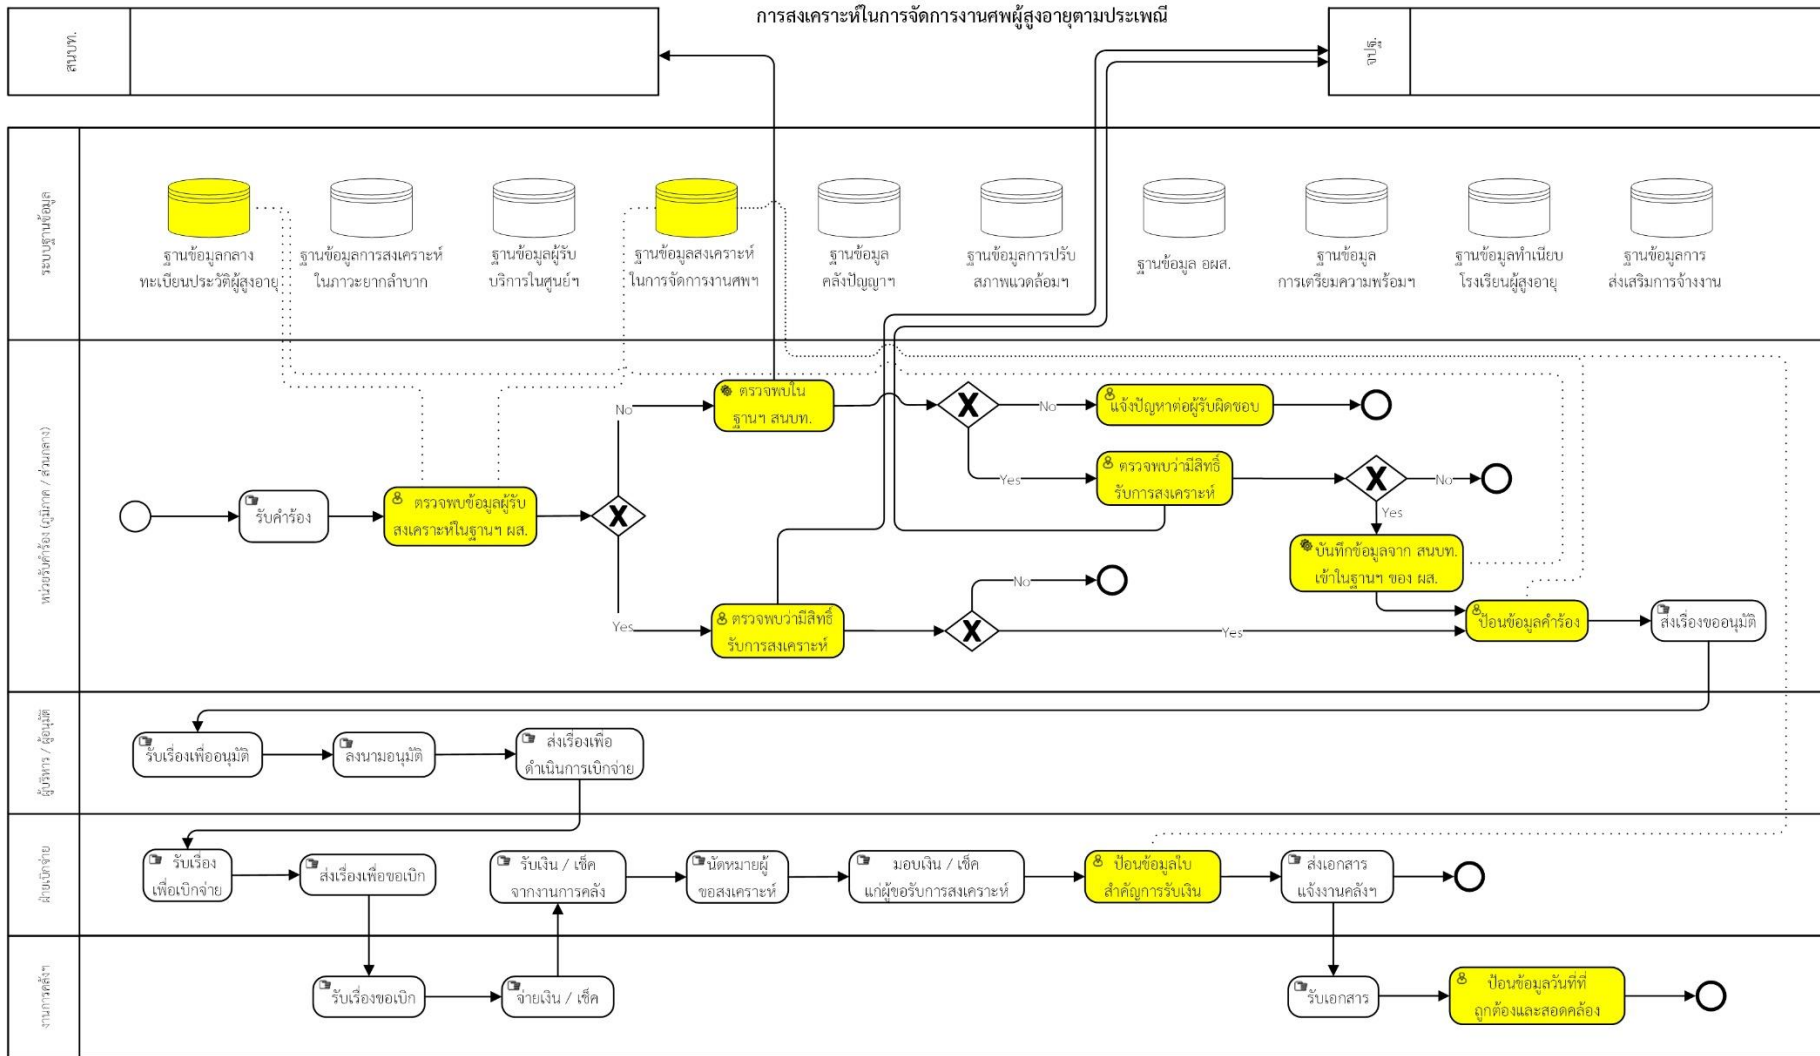 การสงเคราะห์ในการจัดการงานศพผู้สูงอายุตามประเพณี
สนบท.
จปฐ.
ระบบฐานข้อมูล
ฐานข้อมูลกลาง
ทะเบียนประวัติผู้สูงอายุ
ฐานข้อมูลการสงเคราะห์
ในภาวะยากลำบาก
ฐานข้อมูลผู้รับ
บริการในศูนย์ฯ
ฐานข้อมูลสงเคราะห์
ในการจัดการงานศพฯ
ฐานข้อมูล
คลังปัญญาฯ
ฐานข้อมูลการปรับ
สภาพแวดล้อมฯ
ฐานข้อมูล อผส.
ฐานข้อมูล
การเตรียมความพร้อมฯ
ฐานข้อมูลทำเนียบ
โรงเรียนผู้สูงอายุ
ฐานข้อมูลการ
ส่งเสริมการจ้างงาน
หน่วยรับคำร้อง (ภูมิภาค / ส่วนกลาง)
รับคำร้อง
ตรวจพบข้อมูลผู้รับ
สงเคราะห์ในฐานฯ ผส.
No
ตรวจพบใน
ฐานฯ สนบท.
No
แจ้งปัญหาต่อผู้รับผิดชอบ
Yes
ตรวจพบว่ามีสิทธิ์
รับการสงเคราะห์
No
Yes
บันทึกข้อมูลจาก สนบท.
เข้าในฐานฯ ของ ผส.
Yes
ตรวจพบว่ามีสิทธิ์
รับการสงเคราะห์
No
Yes
ป้อนข้อมูลคำร้อง
ส่งเรื่องขออนุมัติ
ผู้บริหาร / ผู้อนุมัติ
รับเรื่องเพื่ออนุมัติ
ลงนามอนุมัติ
ส่งเรื่องเพื่อ
ดำเนินการเบิกจ่าย
ฝ่ายเบิกจ่าย
รับเรื่อง
เพื่อเบิกจ่าย
ส่งเรื่องเพื่อขอเบิก
รับเงิน / เช็ค
จากงานการคลัง
นัดหมายผู้
ขอสงเคราะห์
มอบเงิน / เช็ค
แก่ผู้ขอรับการสงเคราะห์
ป้อนข้อมูลใบ
สำคัญการรับเงิน
ส่งเอกสาร
แจ้งงานคลังฯ
งานการคลังฯ
รับเรื่องขอเบิก
จ่ายเงิน / เช็ค
รับเอกสาร
ป้อนข้อมูลวันที่ที่
ถูกต้องและสอดคล้อง